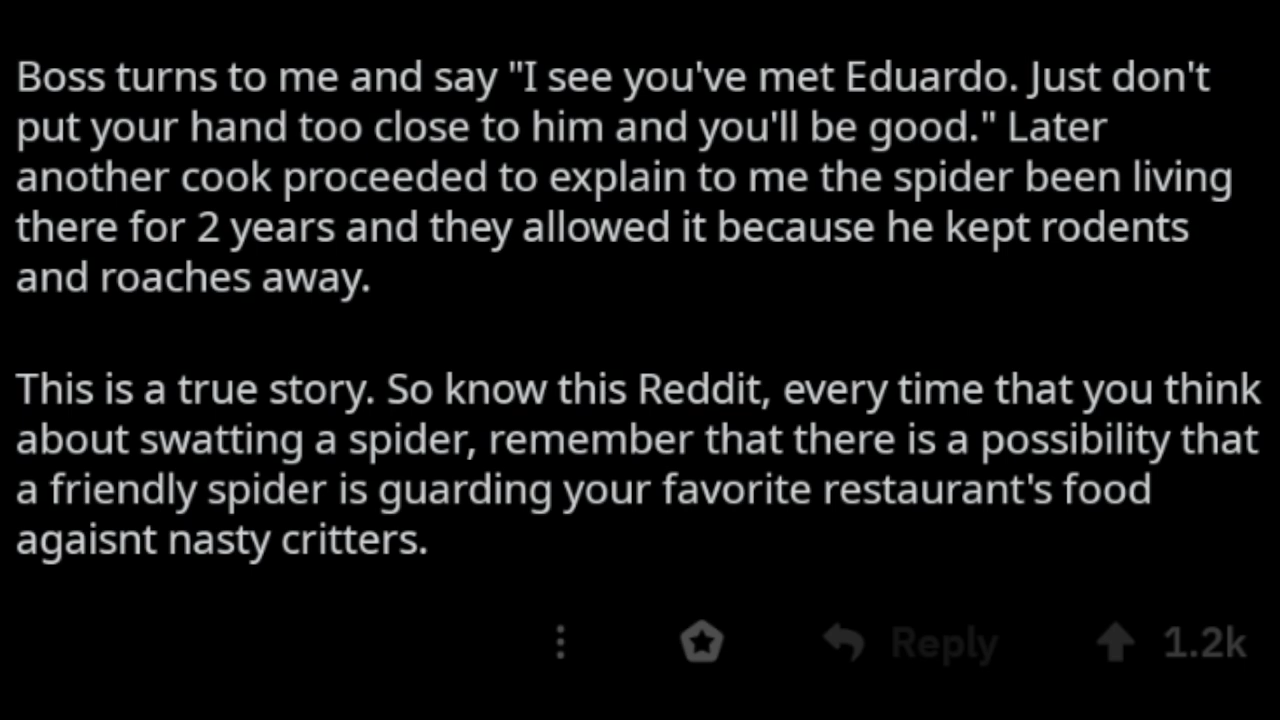 Boss turns to me and say "I see you've met Eduardo. Just don't
put your hand too close to him and you'll be good." Later
another cook proceeded to explain to me the spider been living
there for 2 years and they allowed it because he kept rodents
and roaches away.
This is a true story. So know this Reddit, every time that you think
about swatting a spider, remember that there is a possibility that
a friendly spider is guarding your favorite restaurant's food
agaisnt nasty critters.
Reply 1.2k